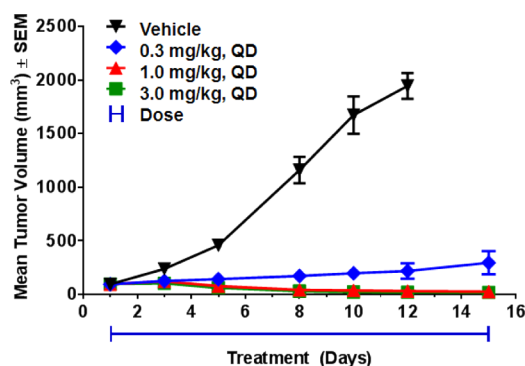 Mean Tumor Volume (mm³) ± SEM
2500
2000
1500
1000
500
0
Vehicle
0.3 mg/kg, QD
1.0 mg/kg, QD
3.0 mg/kg, QD
Dose
0 2 4 6 8 10 12 14 16
Treatment (Days)